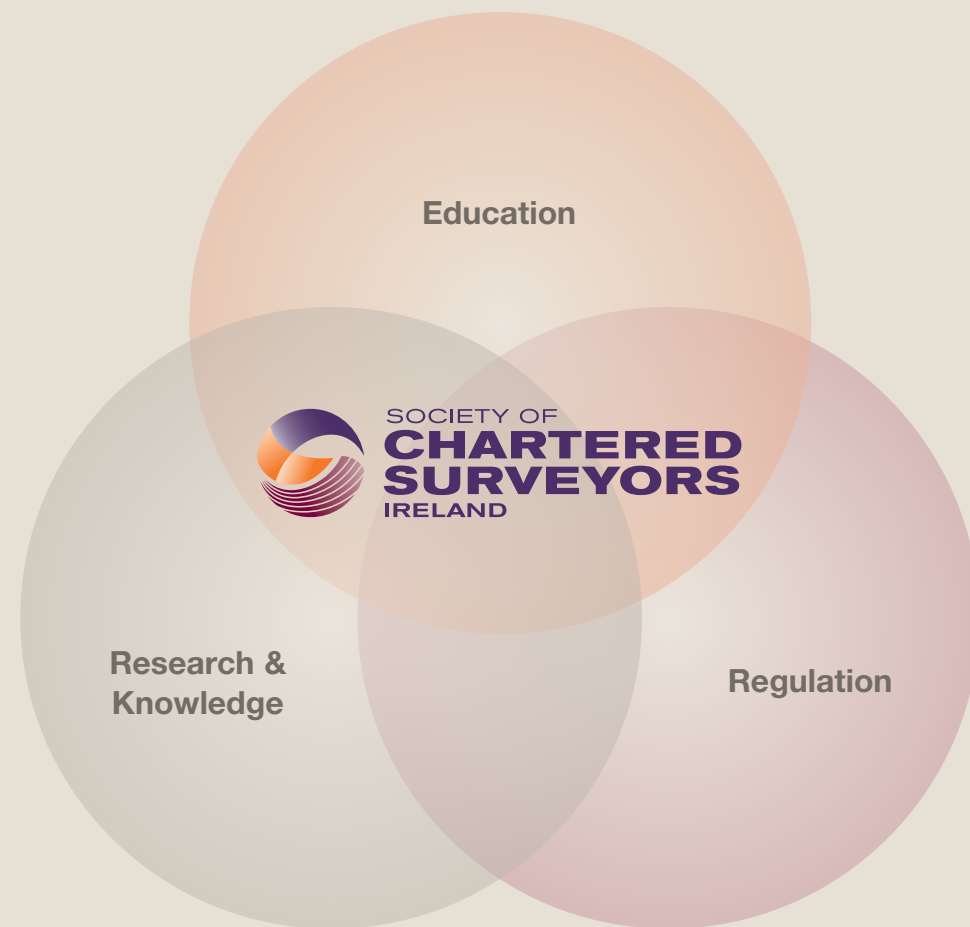 Education
SOCIETY OF
CHARTERED
SURVEYORS
IRELAND
Research &
Knowledge
Regulation